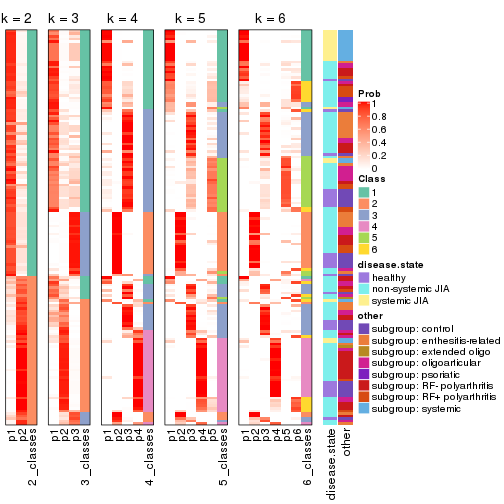 k = 2 k = 3 k = 4 k = 5 k = 6
Prob
1
0.8
0.6
0.4
0.2
0
Class
1
2
3
4
5
6
disease.state
healthy
non-systemic JIA
systemic JIA
other
subgroup: control
subgroup: enthesitis-related
subgroup: extended oligo
subgroup: oligoarticular
subgroup: psoriatic
subgroup: RF- polyarthritis
subgroup: RF+ polyarthritis
subgroup: systemic
p1 p2 2_classes p1 p2 p3 3_classes p1 p2 p3 p4 4_classes p1 p2 p3 p4 p5 5_classes p1 p2 p3 p4 p5 p6 6_classes disease.state other